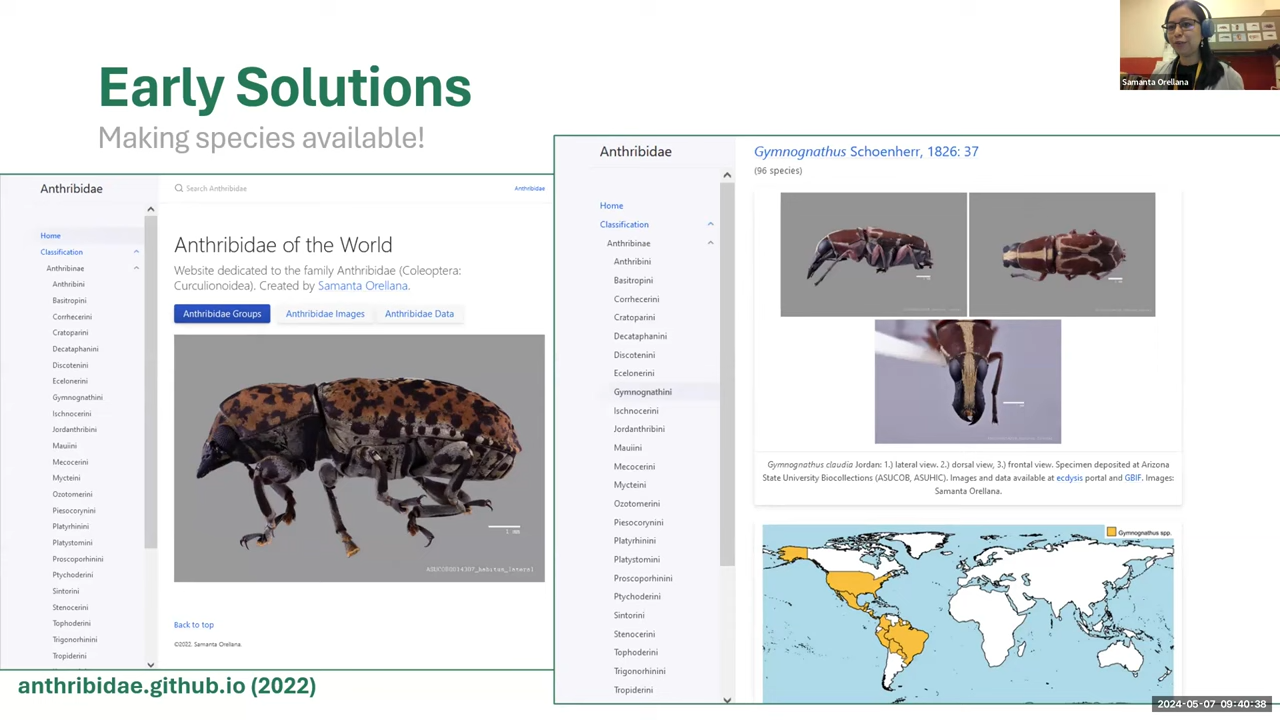 Early Solutions
Making species available!
Samanta Orellana
Anthribidae
Search Anthribidae
Anthribidae
Home
Classification
Anthribinae
Anthribini
Basitropini
Corrhecerini
Cratoparini
Decataphanini
Discotenini
Ecelonerini
Gymnognathini
Ischnocerini
Jordanthribini
Mauiini
Mecocerini
Mycteini
Ozotomerini
Piesocorynini
Platyrhinini
Platystomini
Proscoporhinini
Ptychoderini
Sintorini
Stenocerini
Tophoderini
Trigonorhinini
Tropiderini
Anthribidae of the World
Website dedicated to the family Anthribidae (Coleoptera:
Curculionoidea). Created by Samanta Orellana.
Anthribidae Groups
Anthribidae Images
Anthribidae Data
1 mm
Back to top
©2022, Samanta Orellana.
anthribidae.github.io (2022)
Anthribidae
Home
Classification
Anthribinae
Anthribini
Basitropini
Corrhecerini
Cratoparini
Decataphanini
Discotenini
Ecelonerini
Gymnognathini
Ischnocerini
Jordanthribini
Mauiini
Mecocerini
Mycteini
Ozotomerini
Piesocorynini
Platyrhinini
Platystomini
Proscoporhinini
Ptychoderini
Sintorini
Stenocerini
Tophoderini
Trigonorhinini
Tropiderini
Gymnognathus Schoenherr, 1826: 37
(96 species)
Gymnognathus claudia Jordan: 1.) lateral view. 2.) dorsal view, 3.) frontal view. Specimen deposited at Arizona
State University Biocollections (ASUCOB, ASUHIC). Images and data available at ecdysis portal and GBIF. Images:
Samanta Orellana.
Gymnognathus spp.
2024-05-07 09:40:38